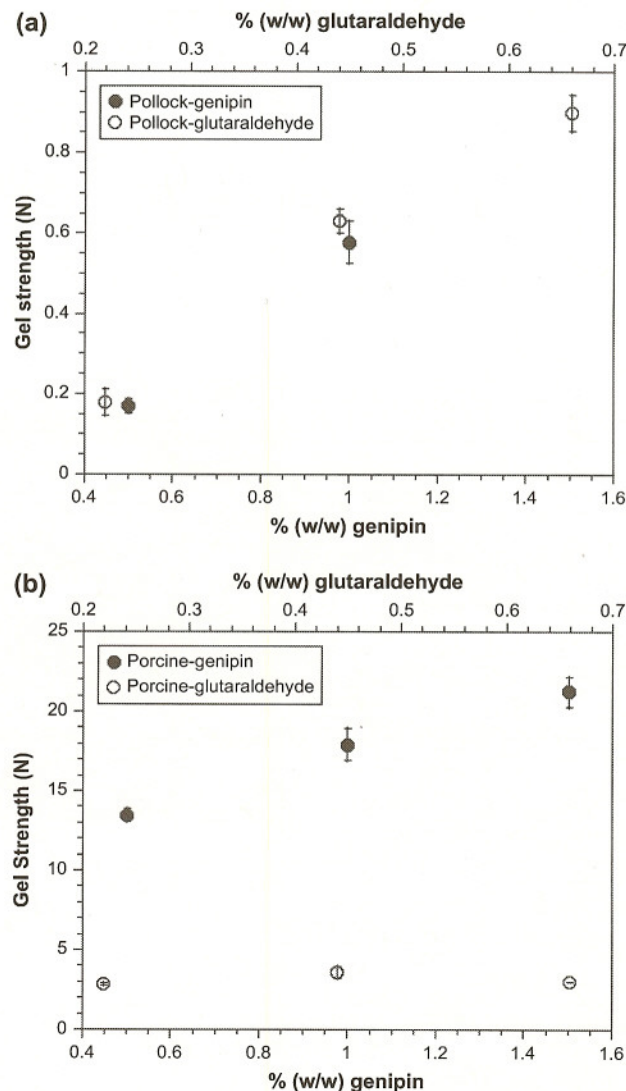 (a)
% (w/w) glutaraldehyde
0.2 0.3 0.4 0.5 0.6 0.7
Pollock-genipin
Pollock-glutaraldehyde
Gel strength (N)
1
0.8
0.6
0.4
0.2
0
0.4 0.6 0.8 1 1.2 1.4 1.6
% (w/w) genipin
(b)
% (w/w) glutaraldehyde
0.2 0.3 0.4 0.5 0.6 0.7
Porcine-genipin
Porcine-glutaraldehyde
Gel Strength (N)
25
20
15
10
5
0
0.4 0.6 0.8 1 1.2 1.4 1.6
% (w/w) genipin